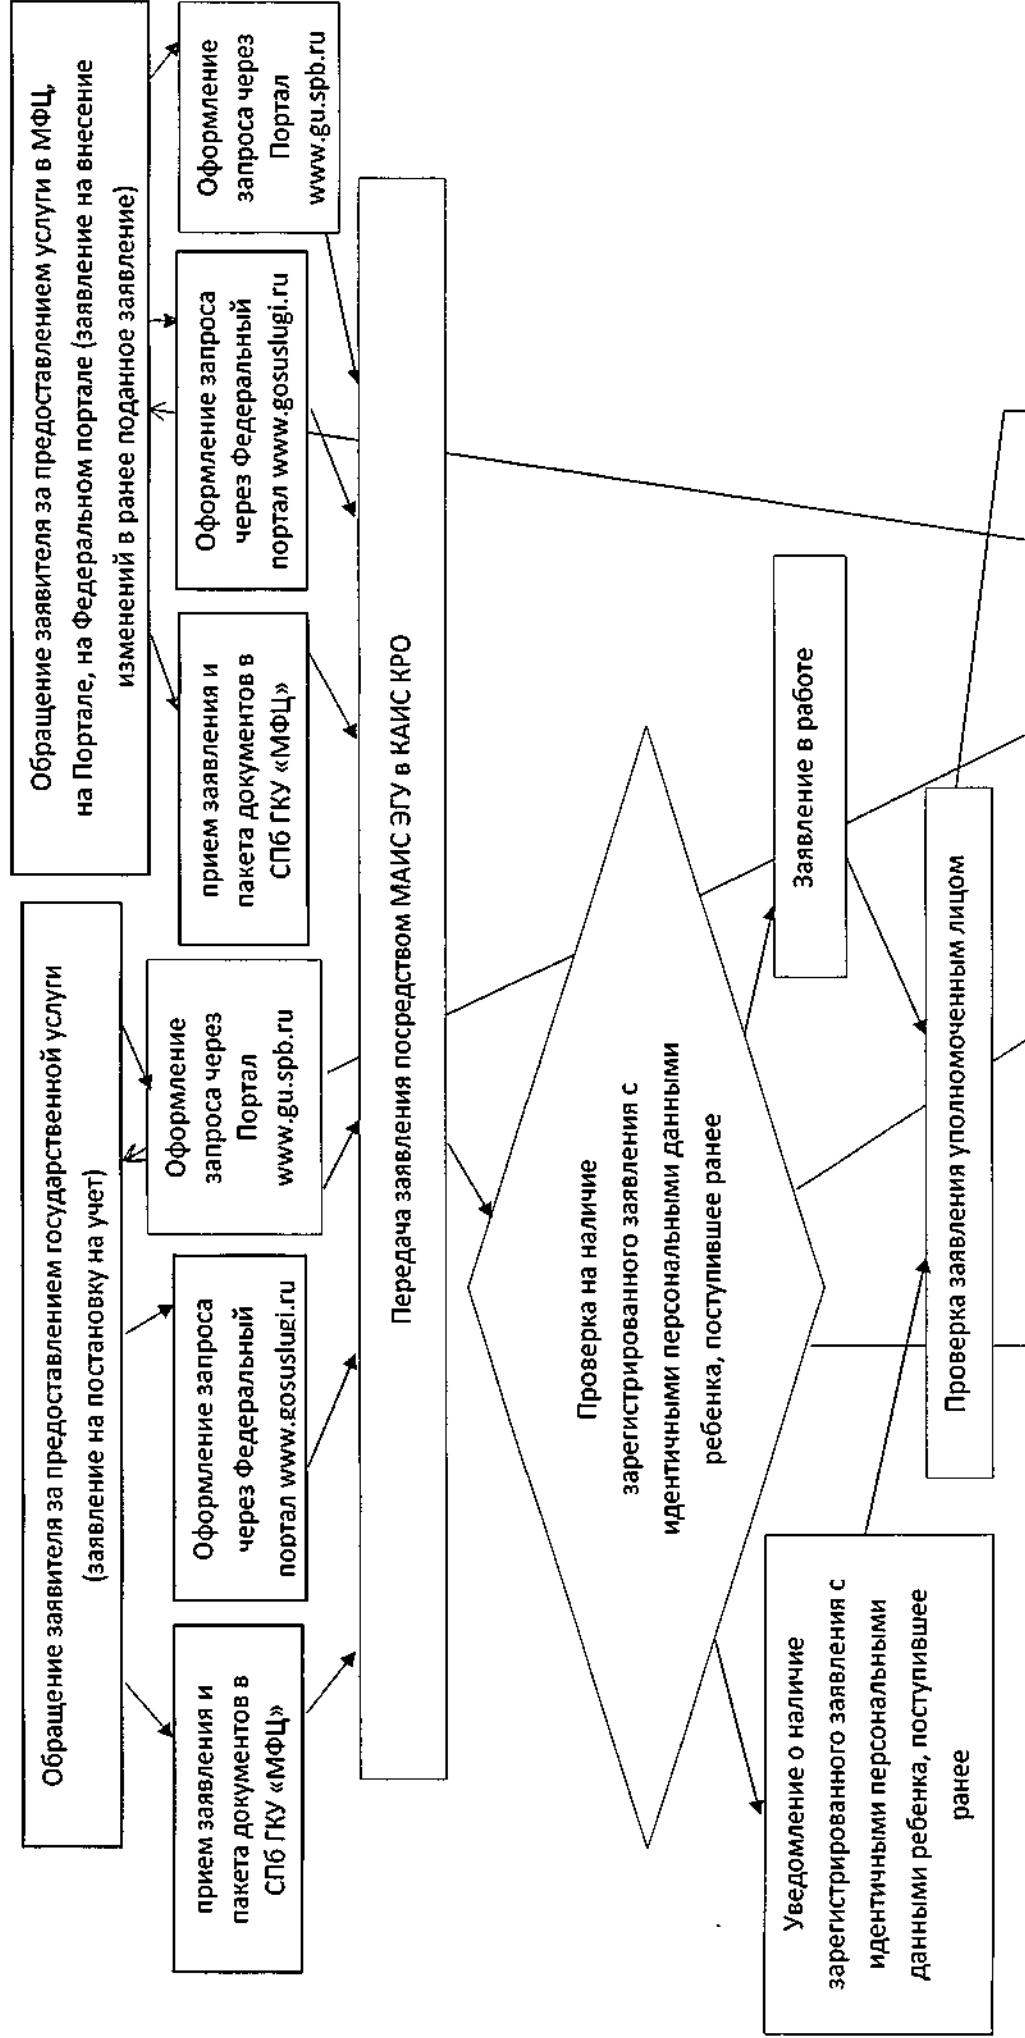 Обращение заявителя за предоставлением государственной услуги
(заявление на постановку на учет)
Обращение заявителя за предоставлением услуги в МФЦ,
на Портале, на Федеральном портале (заявление на внесение
изменений в ранее поданное заявление)
прием заявления и
пакета документов в
СПб ГКУ «МФЦ»
Оформление запроса
через Федеральный
портал www.gosuslugi.ru
Оформление
запроса через
Портал
www.gu.spb.ru
прием заявления и
пакета документов в
СПб ГКУ «МФЦ»
Оформление запроса
через Федеральный
портал www.gosuslugi.ru
Оформление
запроса через
Портал
www.gu.spb.ru
Передача заявления посредством МАИС ЭГУ в КАИС КРО
Проверка на наличие
зарегистрированного заявления с
идентичными персональными данными
ребенка, поступившее ранее
Уведомление о наличие
зарегистрированного заявления с
идентичными персональными
данными ребенка, поступившее
ранее
Заявление в работе
Проверка заявления уполномоченным лицом